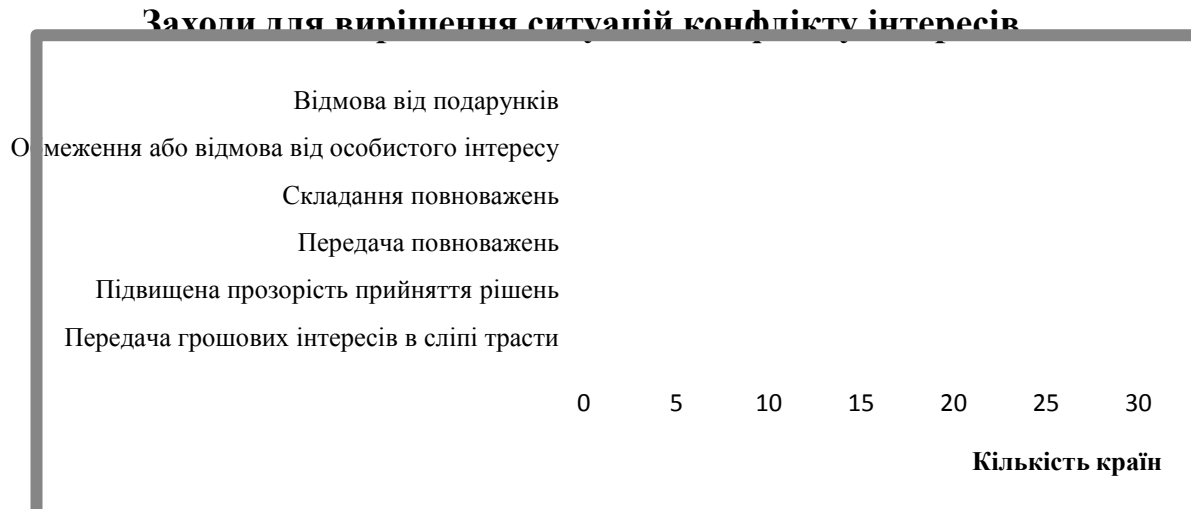 Заходи для вирішення ситуацій конфлікту інтересів
Відмова від подарунків
Обмеження або відмова від особистого інтересу
Складання повноважень
Передача повноважень
Підвищена прозорість прийняття рішень
Передача грошових інтересів в сліпі трасти
0 5 10 15 20 25 30
Кількість країн